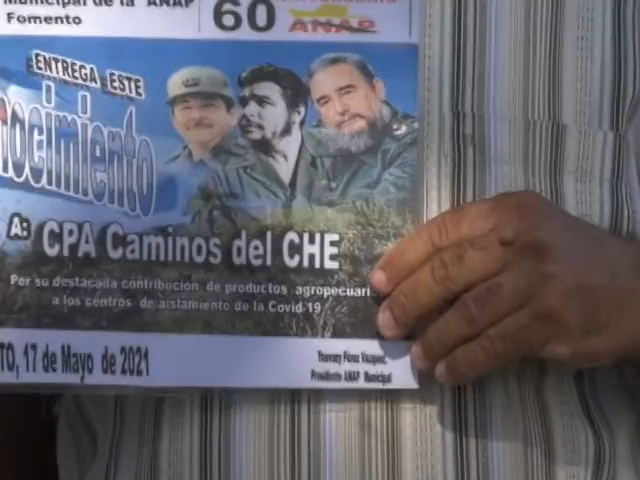 Municipal de la ANAP
Fomento
60
ANAP
ENTREGA ESTE
nocimiento
A: CPA Caminos del CHE
Por su destacada contribución de productos agropecuari
a los centros de aislamiento de la Covid-19
TO, 17 de Mayo de 2021
Presidente ANAP Municipal